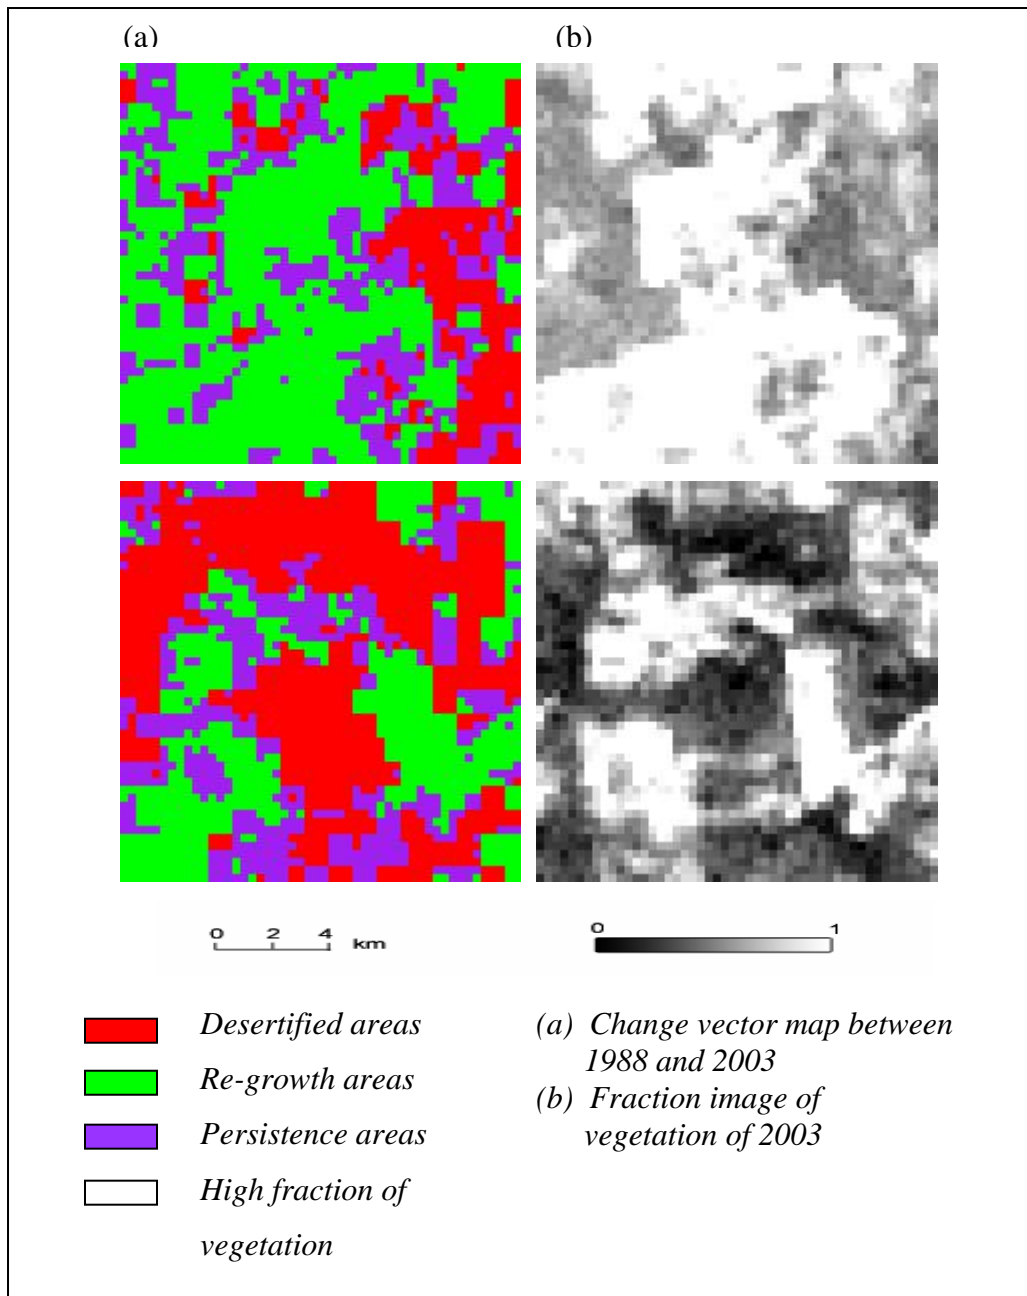 (a)
(b)
0 2 4 km
0 1
Desertified areas
Re-growth areas
Persistence areas
High fraction of
vegetation
(a) Change vector map between
1988 and 2003
(b) Fraction image of
vegetation of 2003